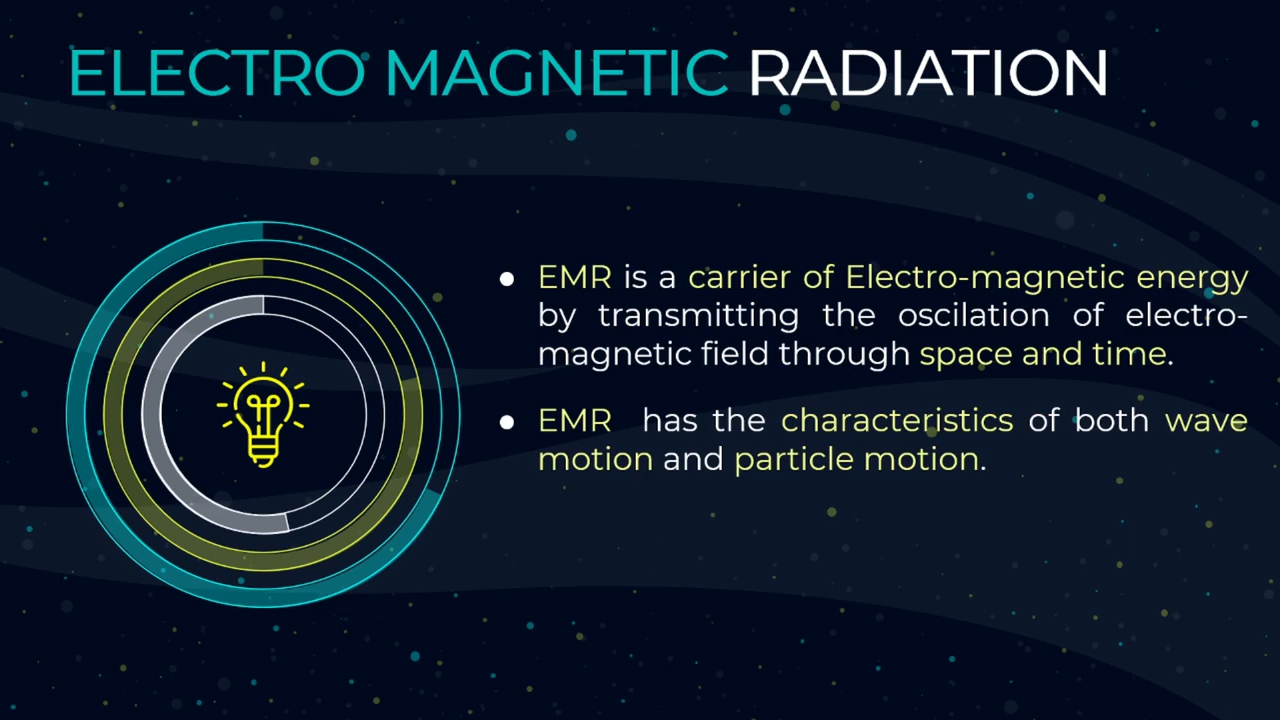 ELECTRO MAGNETIC RADIATION
• EMR is a carrier of Electro-magnetic energy
by transmitting the oscilation of electro-
magnetic field through space and time.
• EMR has the characteristics of both wave
motion and particle motion.